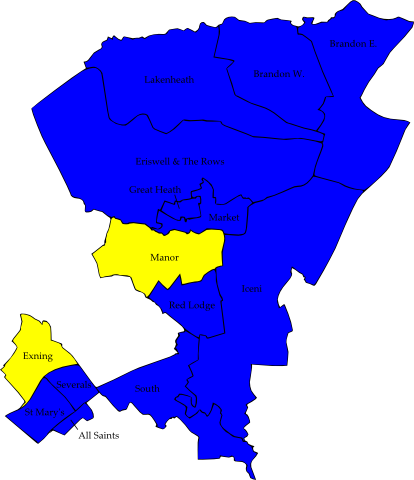 Brandon E
Lakenheath
Brandon W
Eriswell & The Rows
Great Heath
Market
Manor
Iceni
Red Lodge
Exning
Severals
South
St Mary's
All Saints